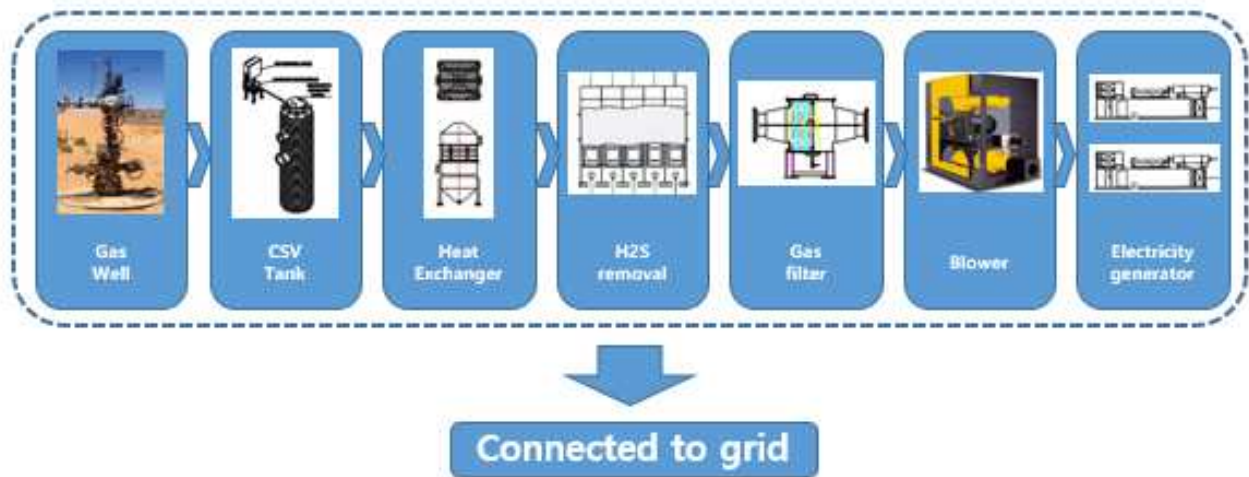 Gas
Well
CSV
Tank
Heat
Exchanger
H2S
removal
Gas
filter
Blower
Electricity
generator
Connected to grid